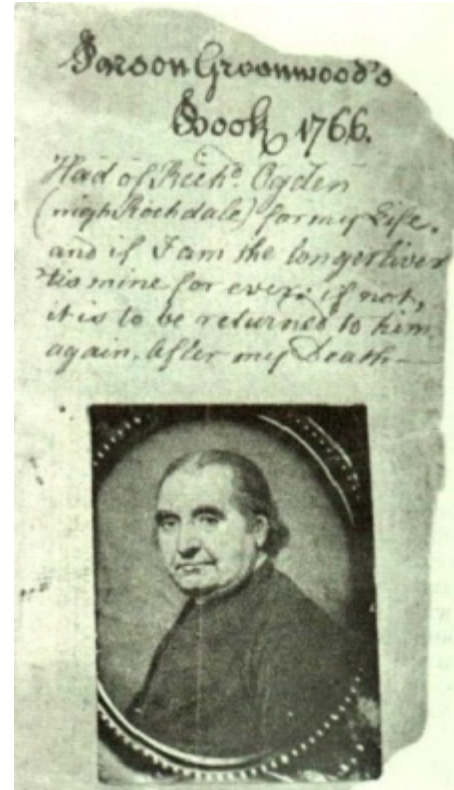 Parson Greenwood's
Book, 1766.
Had of Richd. Ogden
(nigh Rochdale) for my Life.
and if I am the longer liver
'tis mine for ever; if not,
it is to be returned to him
again. After my Death—